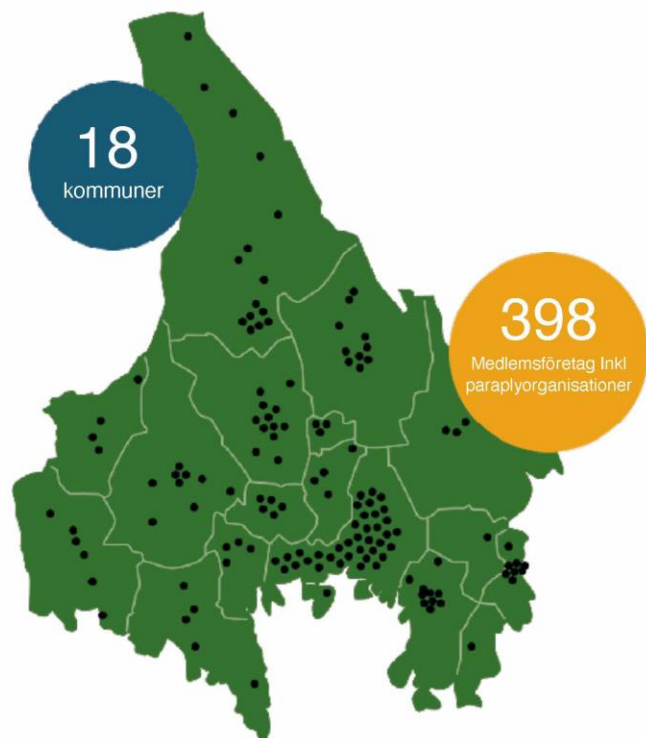 18
kommuner
398
Medlemsföretag Inkl
paraplyorganisationer